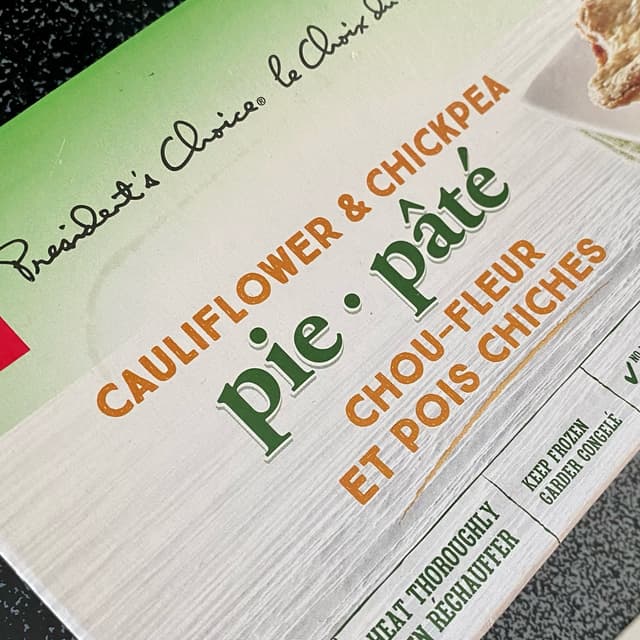 President's Choice® le Choix du
CAULIFLOWER & CHICKPEA
pie · pâté
CHOU-FLEUR
ET POIS CHICHES
KEEP FROZEN
GARDER CONGELÉ
HEAT THOROUGHLY
N RECHAUFFER